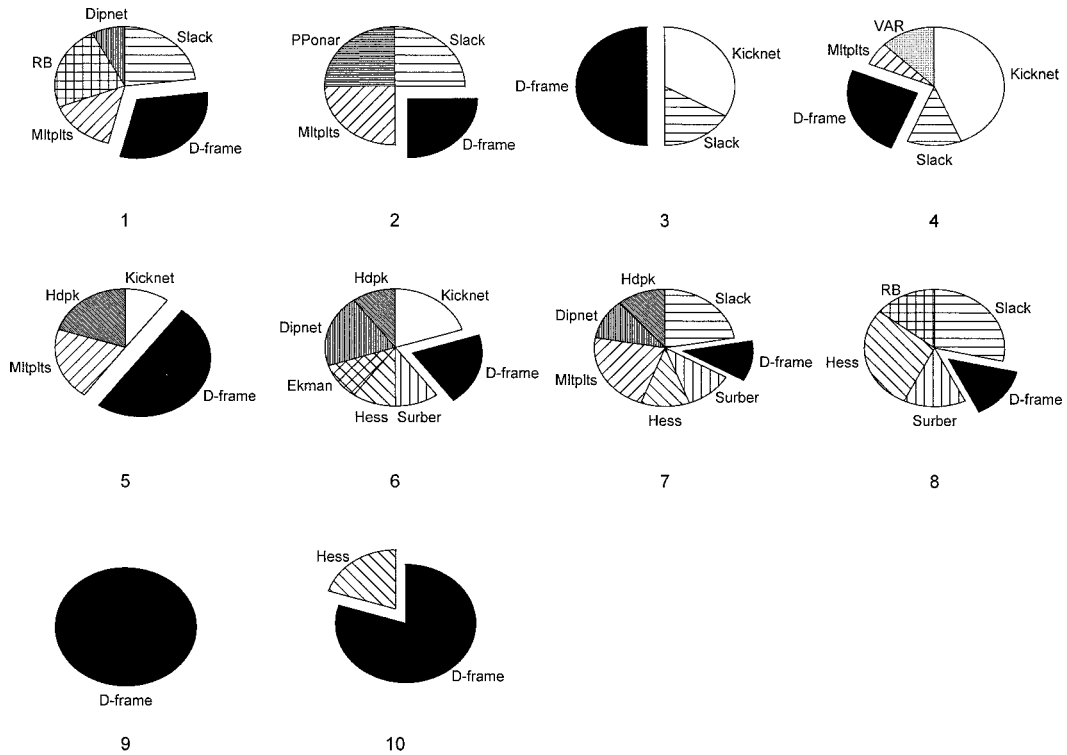 Dipnet
Slack
RB
Mltplts
D-frame
1
PPonar
Slack
Mltplts
D-frame
2
D-frame
Kicknet
Slack
3
VAR
Mltplts
Kicknet
D-frame
Slack
4
Hdpk
Kicknet
Mltplts
D-frame
5
Hdpk
Kicknet
Dipnet
D-frame
Ekman
Hess
Surber
6
Hdpk
Slack
Dipnet
D-frame
Mltplts
Surber
Hess
7
RB
Slack
Hess
D-frame
Surber
8
D-frame
9
Hess
D-frame
10